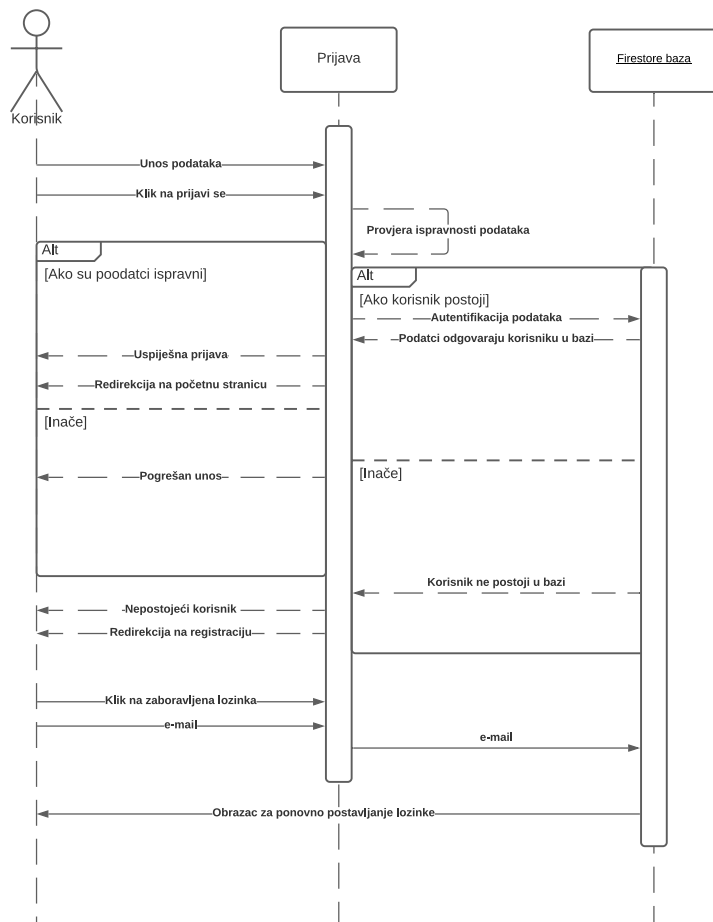 Prijava
Firestore baza
Korisnik
Unos podataka
Klik na prijavi se
Provjera ispravnosti podataka
Alt
[Ako su poodatci ispravni]
Alt
[Ako korisnik postoji]
Autentifikacija podataka
Podatci odgovaraju korisniku u bazi
Uspiješna prijava
Redirekcija na početnu stranicu
[Inače]
[Inače]
Pogrešan unos
Korisnik ne postoji u bazi
Nepostojeći korisnik
Redirekcija na registraciju
Klik na zaboravljena lozinka
e-mail
e-mail
Obrazac za ponovno postavljanje lozinke